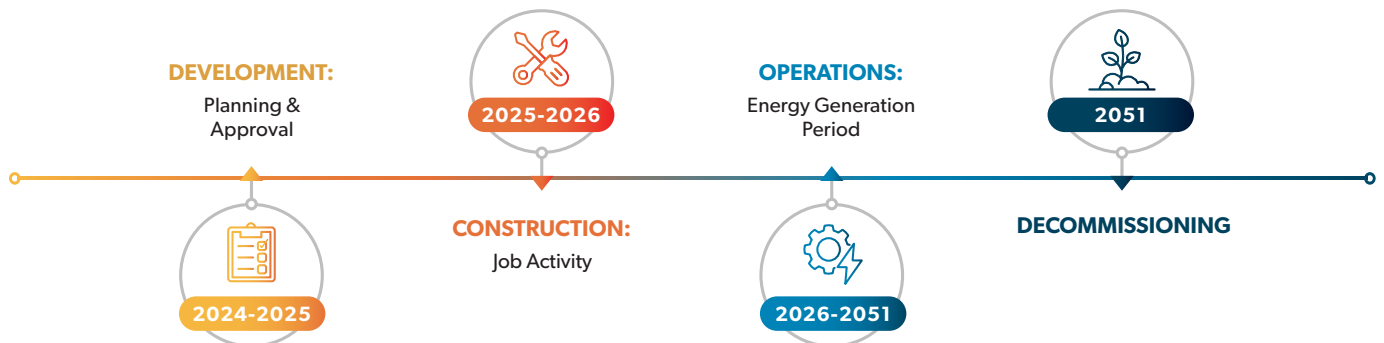 DEVELOPMENT:
Planning &
Approval
2024-2025
2025-2026
CONSTRUCTION:
Job Activity
OPERATIONS:
Energy Generation
Period
2026-2051
2051
DECOMMISSIONING